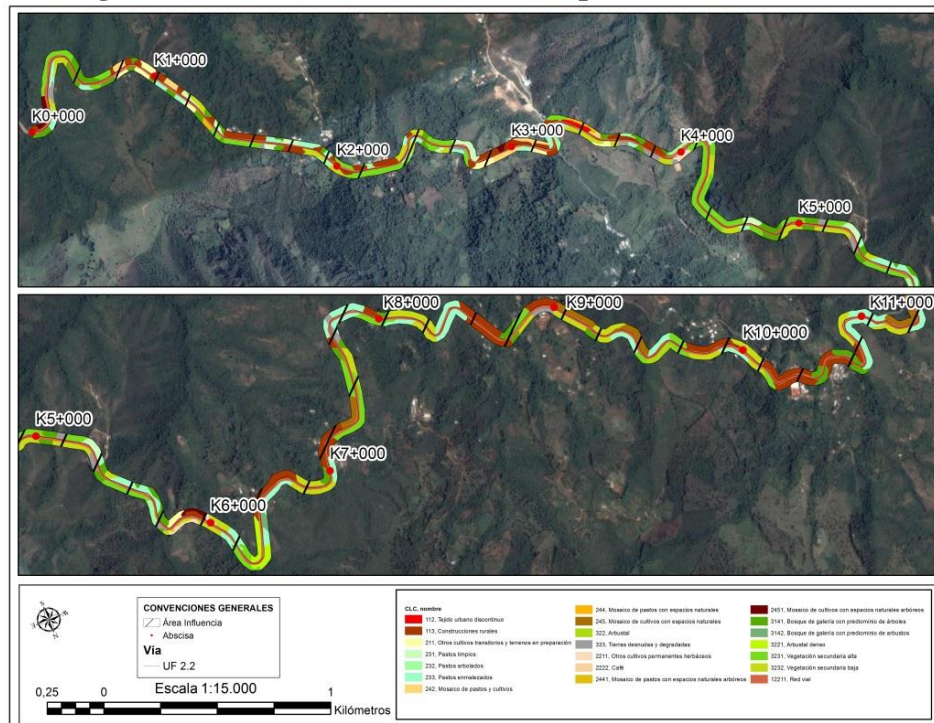 K0+000
K1+000
K2+000
K3+000
K4+000
K5+000
K5+000
K6+000
K7+000
K8+000
K9+000
K10+000
K11+000
CONVENCIONES GENERALES
Área Influencia
Abscisa
Vía
UF 2.2
Escala 1:15.000
0,25 0 1
Kilómetros
CLC, nombre
112, Tejido urbano discontinuo
113, Construcciones rurales
211, Otros cultivos transitorios y terrenos en preparación
231, Pastos limpios
232, Pastos arbolados
233, Pastos enmalezados
242, Mosaico de pastos y cultivos
244, Mosaico de pastos con espacios naturales
245, Mosaico de cultivos con espacios naturales
322, Arbustal
333, Tierras desnudas y degradadas
2211, Otros cultivos permanentes herbáceos
2222, Café
2441, Mosaico de pastos con espacios naturales arbóreos
2451, Mosaico de cultivos con espacios naturales arbóreos
3141, Bosque de galería con predominio de árboles
3142, Bosque de galería con predominio de arbustos
3221, Arbustal denso
3231, Vegetación secundaria alta
3232, Vegetación secundaria baja
12211, Red vial